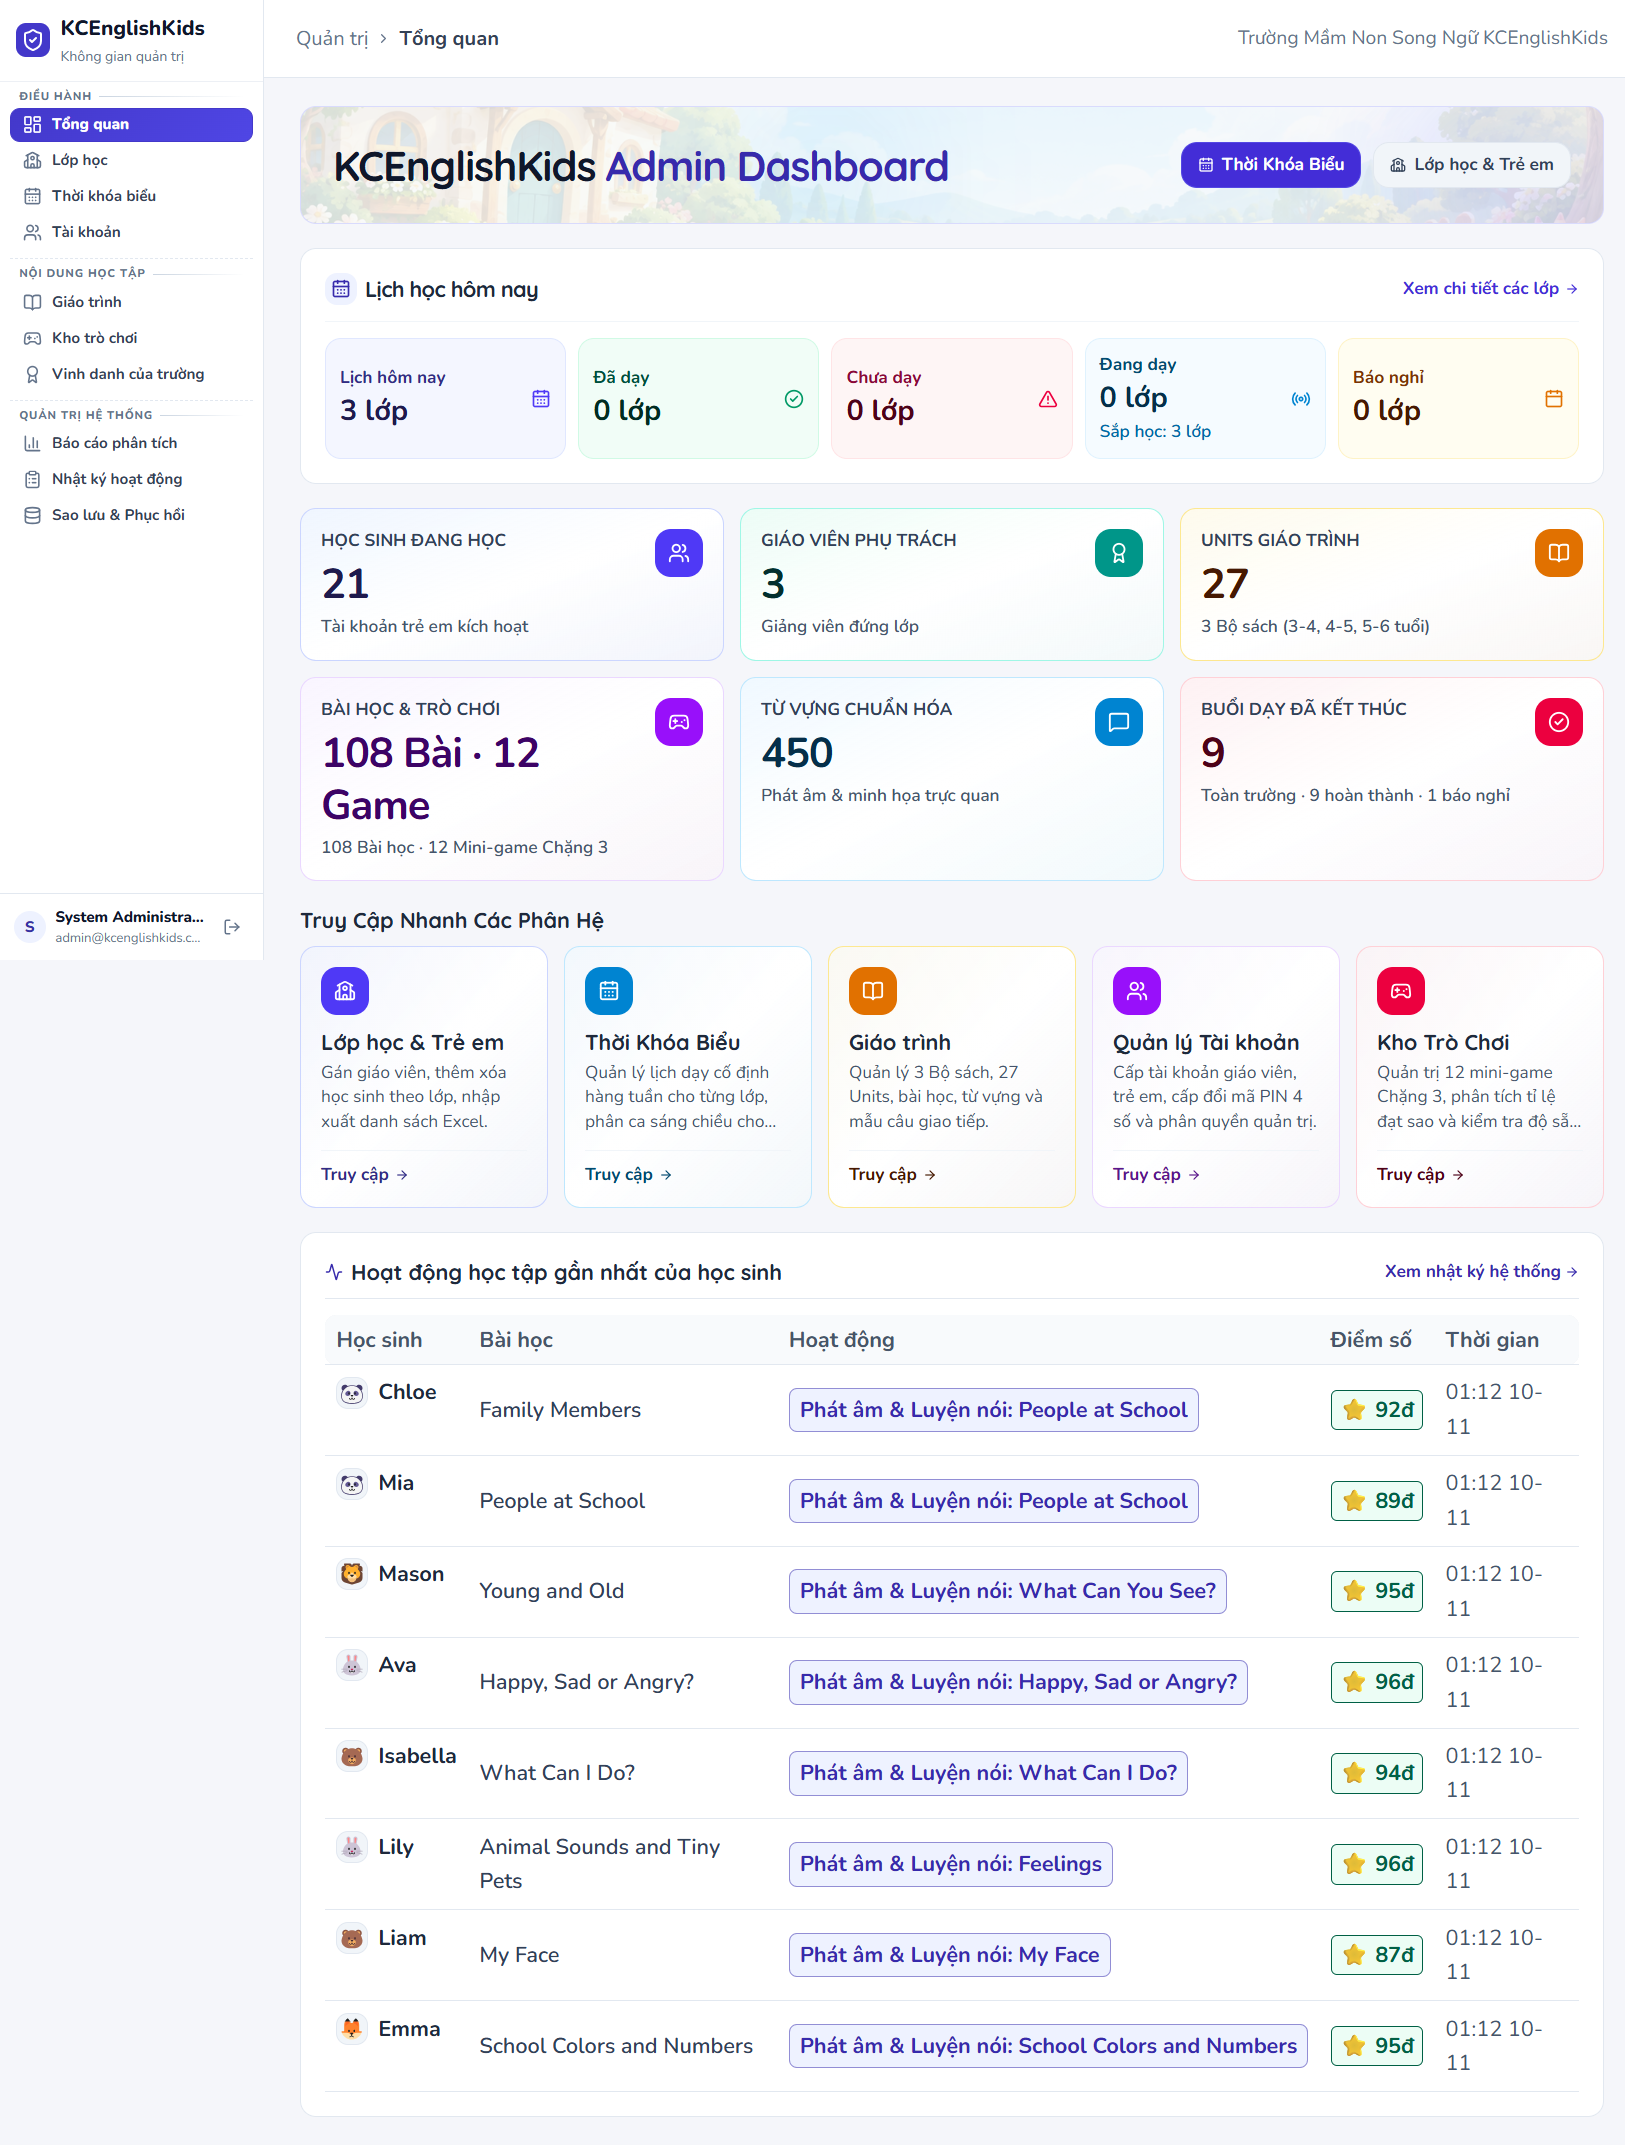 KCEnglishKids
Không gian quản trị
ĐIỀU HÀNH
Tổng quan
Lớp học
Thời khóa biểu
Tài khoản
NỘI DUNG HỌC TẬP
Giáo trình
Kho trò chơi
Vinh danh của trường
QUẢN TRỊ HỆ THỐNG
Báo cáo phân tích
Nhật ký hoạt động
Sao lưu & Phục hồi
S
System Administra...
admin@kcenglishkids.c...
Quản trị > Tổng quan
Trường Mầm Non Song Ngữ KCEnglishKids
KCEnglishKids Admin Dashboard
Thời Khóa Biểu
Lớp học & Trẻ em
Lịch học hôm nay
Xem chi tiết các lớp →
Lịch hôm nay
3 lớp
Đã dạy
0 lớp
Chưa dạy
0 lớp
Đang dạy
0 lớp
Sắp học: 3 lớp
Báo nghỉ
0 lớp
HỌC SINH ĐANG HỌC
21
Tài khoản trẻ em kích hoạt
GIÁO VIÊN PHỤ TRÁCH
3
Giảng viên đứng lớp
UNITS GIÁO TRÌNH
27
3 Bộ sách (3-4, 4-5, 5-6 tuổi)
BÀI HỌC & TRÒ CHƠI
108 Bài · 12
Game
108 Bài học · 12 Mini-game Chặng 3
TỪ VỰNG CHUẨN HÓA
450
Phát âm & minh họa trực quan
BUỔI DẠY ĐÃ KẾT THÚC
9
Toàn trường · 9 hoàn thành · 1 báo nghỉ
Truy Cập Nhanh Các Phân Hệ
Lớp học & Trẻ em
Gán giáo viên, thêm xóa
học sinh theo lớp, nhập
xuất danh sách Excel.
Truy cập →
Thời Khóa Biểu
Quản lý lịch dạy cố định
hàng tuần cho từng lớp,
phân ca sáng chiều cho...
Truy cập →
Giáo trình
Quản lý 3 Bộ sách, 27
Units, bài học, từ vựng và
mẫu câu giao tiếp.
Truy cập →
Quản lý Tài khoản
Cấp tài khoản giáo viên,
trẻ em, cấp đổi mã PIN 4
số và phân quyền quản trị.
Truy cập →
Kho Trò Chơi
Quản trị 12 mini-game
Chặng 3, phân tích tỉ lệ
đạt sao và kiểm tra độ sẵ...
Truy cập →
Hoạt động học tập gần nhất của học sinh
Xem nhật ký hệ thống →
Học sinh Bài học Hoạt động Điểm số Thời gian
Chloe Family Members Phát âm & Luyện nói: People at School 92đ 01:12 10-
11
Mia People at School Phát âm & Luyện nói: People at School 89đ 01:12 10-
11
Mason Young and Old Phát âm & Luyện nói: What Can You See? 95đ 01:12 10-
11
Ava Happy, Sad or Angry? Phát âm & Luyện nói: Happy, Sad or Angry? 96đ 01:12 10-
11
Isabella What Can I Do? Phát âm & Luyện nói: What Can I Do? 94đ 01:12 10-
11
Lily Animal Sounds and Tiny Phát âm & Luyện nói: Feelings 96đ 01:12 10-
Pets 11
Liam My Face Phát âm & Luyện nói: My Face 87đ 01:12 10-
11
Emma School Colors and Numbers Phát âm & Luyện nói: School Colors and Numbers 95đ 01:12 10-
11